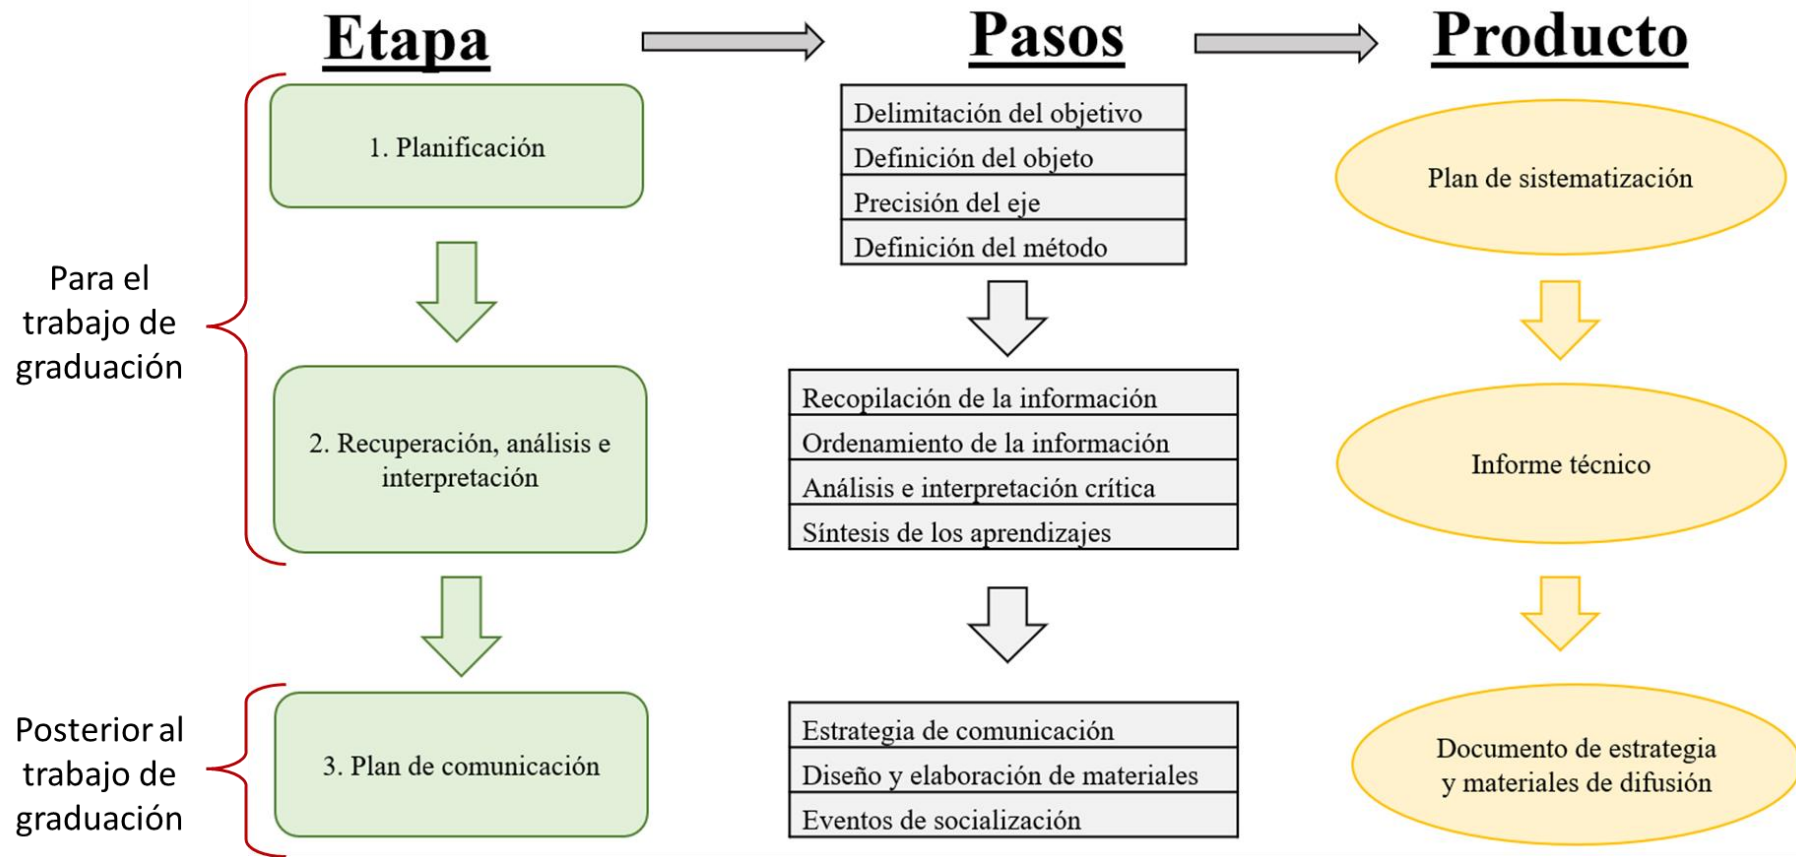 Etapa
Pasos
Producto
Para el
trabajo de
graduación
1. Planificación
Delimitación del objetivo
Definición del objeto
Precisión del eje
Definición del método
Plan de sistematización
2. Recuperación, análisis e
interpretación
Recopilación de la información
Ordenamiento de la información
Análisis e interpretación crítica
Síntesis de los aprendizajes
Informe técnico
Posterior al
trabajo de
graduación
3. Plan de comunicación
Estrategia de comunicación
Diseño y elaboración de materiales
Eventos de socialización
Documento de estrategia
y materiales de difusión